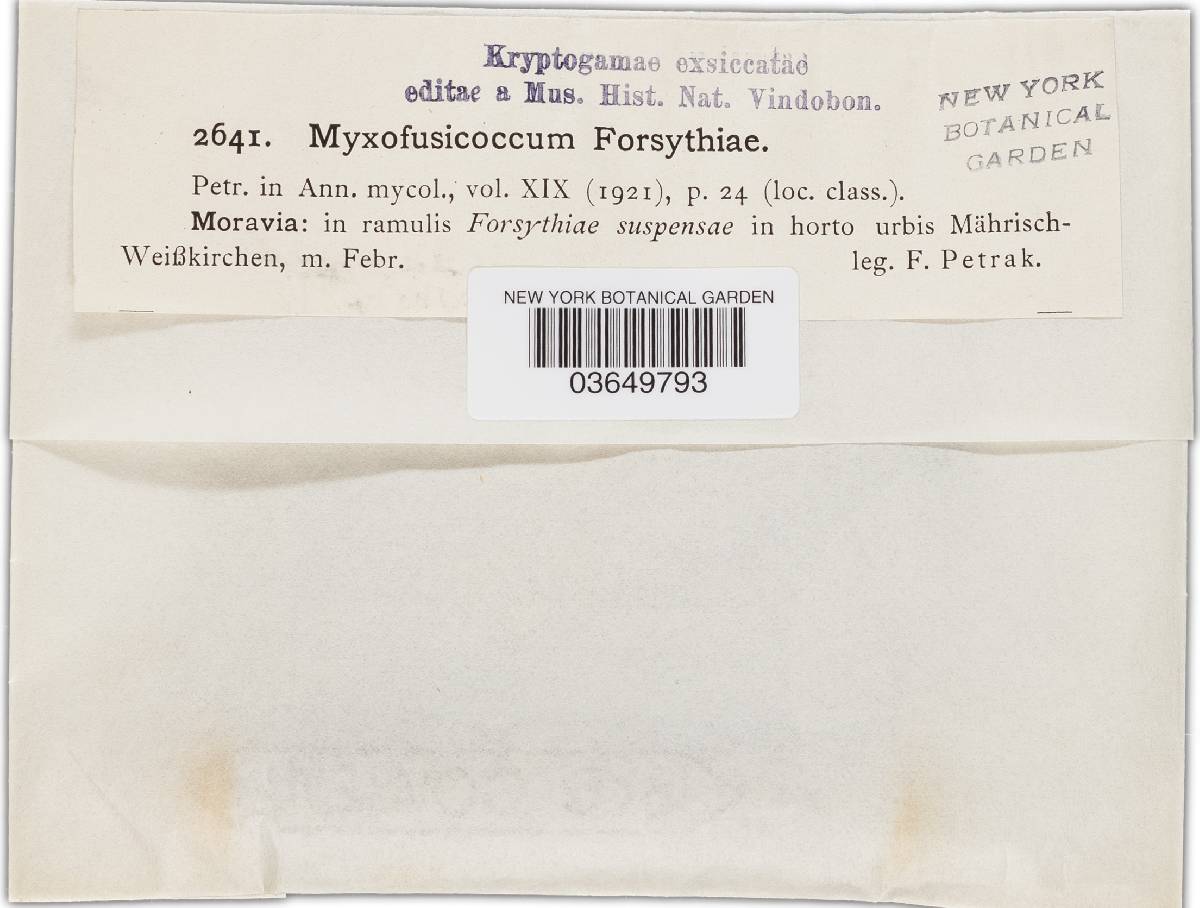 Kryptogamae exsiccatae
editae a Mus. Hist. Nat. Vindobon.
NEW YORK
BOTANICAL
GARDEN
2641. Myxofusicoccum Forsythiae.
Petr. in Ann. mycol., vol. XIX (1921), p. 24 (loc. class.).
Moravia: in ramulis Forsythiae suspensae in horto urbis Mährisch-
Weißkirchen, m. Febr. leg. F. Petrak.
NEW YORK BOTANICAL GARDEN
03649793